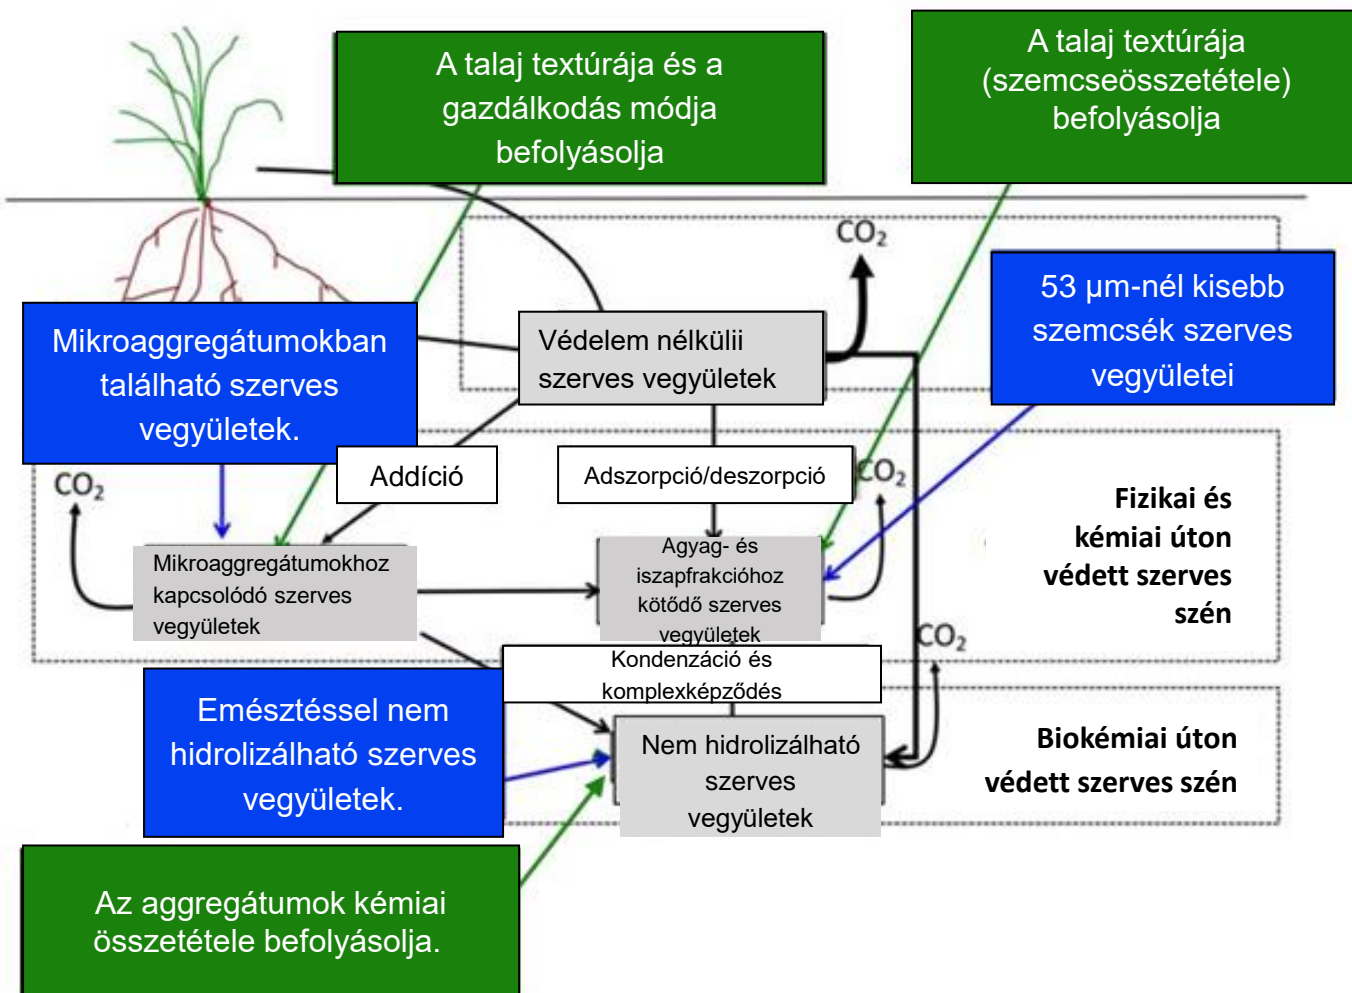 A talaj textúrája és a
gazdálkodás módja
befolyásolja
A talaj textúrája
(szemcseösszetétele)
befolyásolja
CO₂
53 µm-nél kisebb
szemcsék szerves
vegyületei
Mikroaggregátumokban
található szerves
vegyületek.
Védelem nélkülii
szerves vegyületek
Addíció
Adszorpció/deszorpció
CO₂
CO₂
Fizikai és
kémiai úton
védett szerves
szén
Mikroaggregátumokhoz
kapcsolódó szerves
vegyületek
Agyag- és
iszapfrakcióhoz
kötődő szerves
vegyületek
CO₂
Kondenzáció és
komplexképződés
Emésztéssel nem
hidrolizálható szerves
vegyületek.
Nem hidrolizálható
szerves
vegyületek
Biokémiai úton
védett szerves szén
Az aggregátumok kémiai
összetétele befolyásolja.